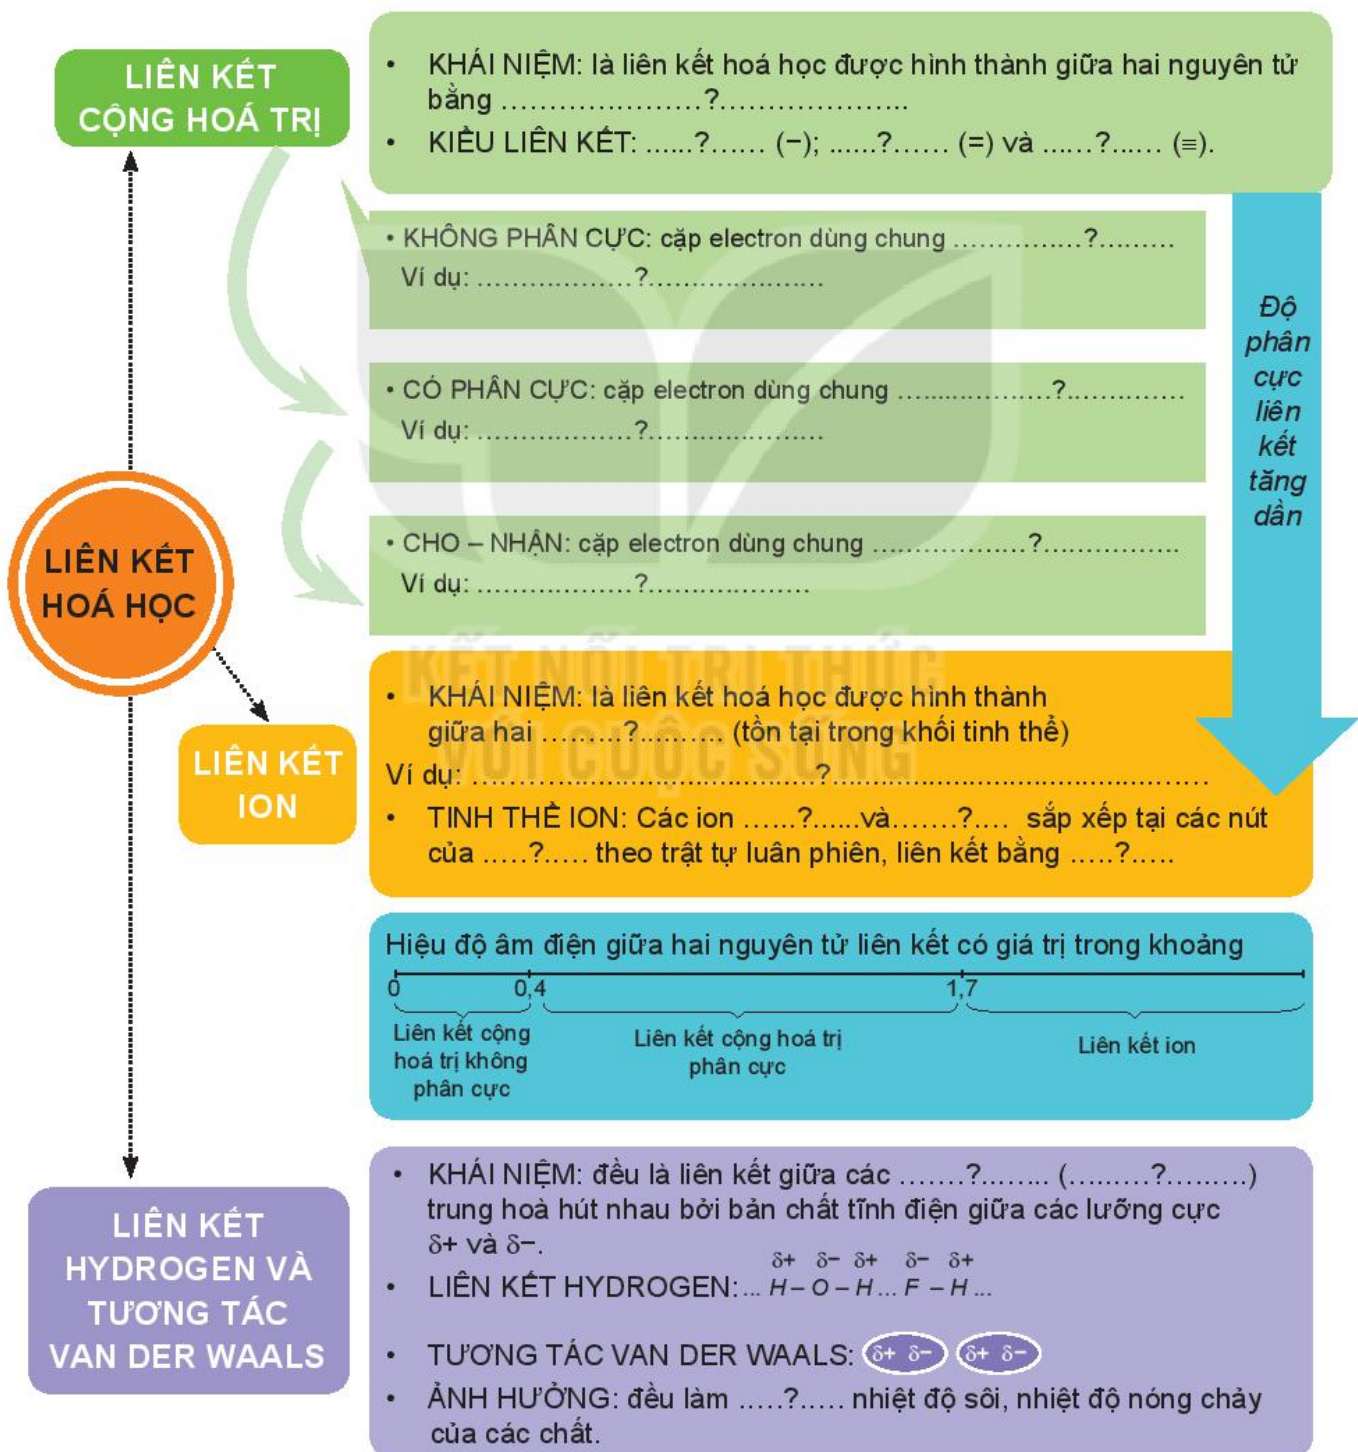 LIÊN KẾT
CỘNG HOÁ TRỊ
• KHÁI NIỆM: là liên kết hoá học được hình thành giữa hai nguyên tử
bằng .....................?...................
• KIỂU LIÊN KẾT: ......?...... (−); ......?...... (=) và ......?...... (≡).
• KHÔNG PHÂN CỰC: cặp electron dùng chung ...............?.........
Ví dụ: ..................?.....................
• CÓ PHÂN CỰC: cặp electron dùng chung ..................?..............
Ví dụ: ..................?.....................
• CHO – NHẬN: cặp electron dùng chung ..................?................
Ví dụ: ..................?...................
Độ
phân
cực
liên
kết
tăng
dần
LIÊN KẾT
HOÁ HỌC
KẾT NỐI TRI THỨC
VỚI CUỘC SỐNG
LIÊN KẾT
ION
• KHÁI NIỆM: là liên kết hoá học được hình thành
giữa hai .........?.......... (tồn tại trong khối tinh thể)
Ví dụ: ........................................?............................................
• TINH THỂ ION: Các ion ......?.....và.......?.... sắp xếp tại các nút
của .....?..... theo trật tự luân phiên, liên kết bằng .....?.....
Hiệu độ âm điện giữa hai nguyên tử liên kết có giá trị trong khoảng
0 0,4 1,7
Liên kết cộng
hoá trị không
phân cực
Liên kết cộng hoá trị
phân cực
Liên kết ion
LIÊN KẾT
HYDROGEN VÀ
TƯƠNG TÁC
VAN DER WAALS
• KHÁI NIỆM: đều là liên kết giữa các .......?....... (.........?.........)
trung hoà hút nhau bởi bản chất tĩnh điện giữa các lưỡng cực
δ+ và δ−.
δ+ δ− δ+ δ− δ+
• LIÊN KẾT HYDROGEN: ... H – O – H ... F – H ...
• TƯƠNG TÁC VAN DER WAALS: δ+ δ− δ+ δ−
• ẢNH HƯỞNG: đều làm .....?..... nhiệt độ sôi, nhiệt độ nóng chảy
của các chất.